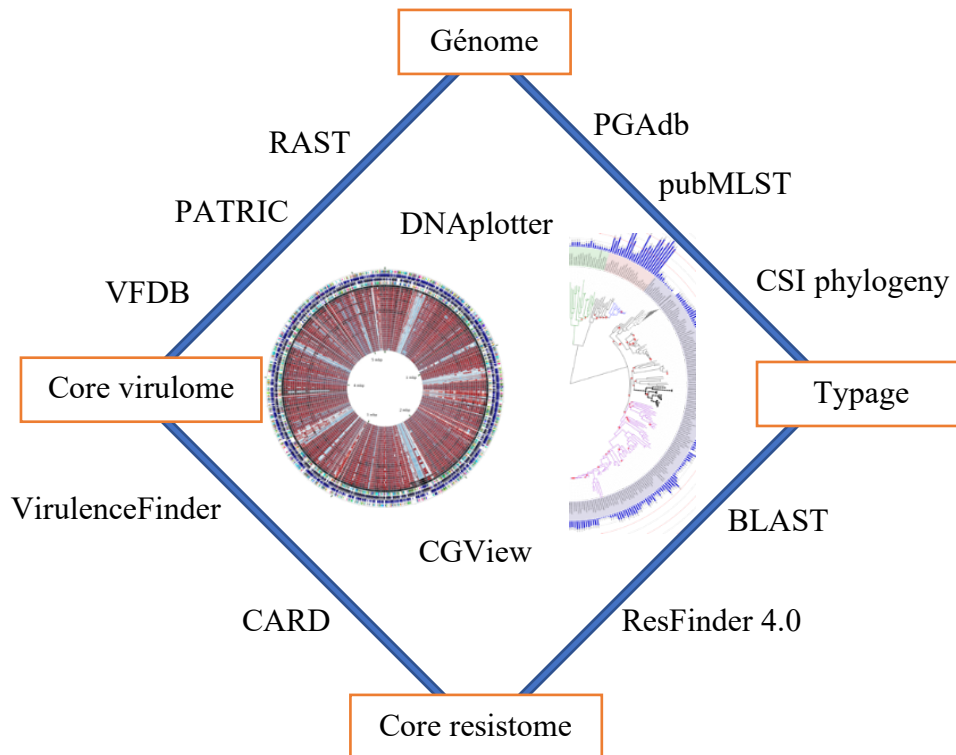 Génome
PGAdb
RAST
pubMLST
PATRIC
DNAplotter
CSI phylogeny
VFDB
Core virulome
Typage
VirulenceFinder
BLAST
CGView
CARD
ResFinder 4.0
Core resistome